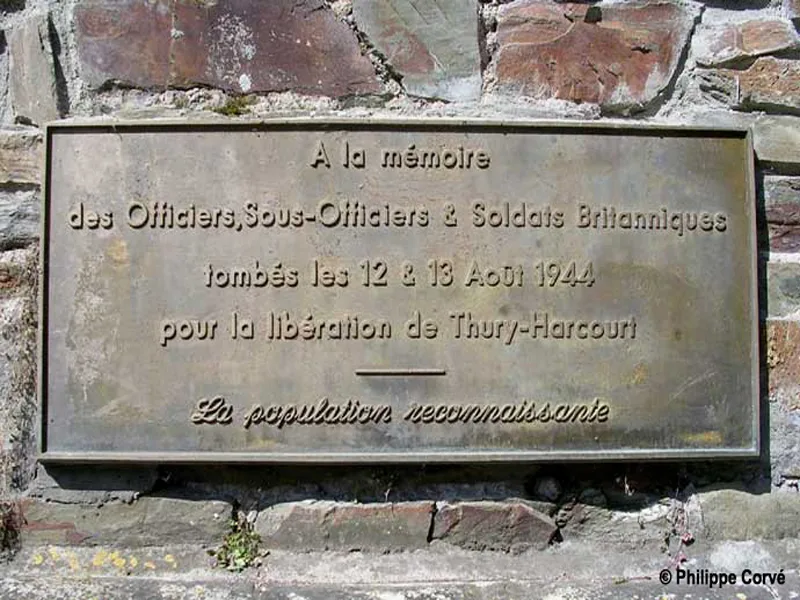 A la mémoire
des Officiers, Sous-Officiers & Soldats Britanniques
tombés les 12 & 13 Août 1944
pour la libération de Thury-Harcourt
La population reconnaissante
© Philippe Corvé